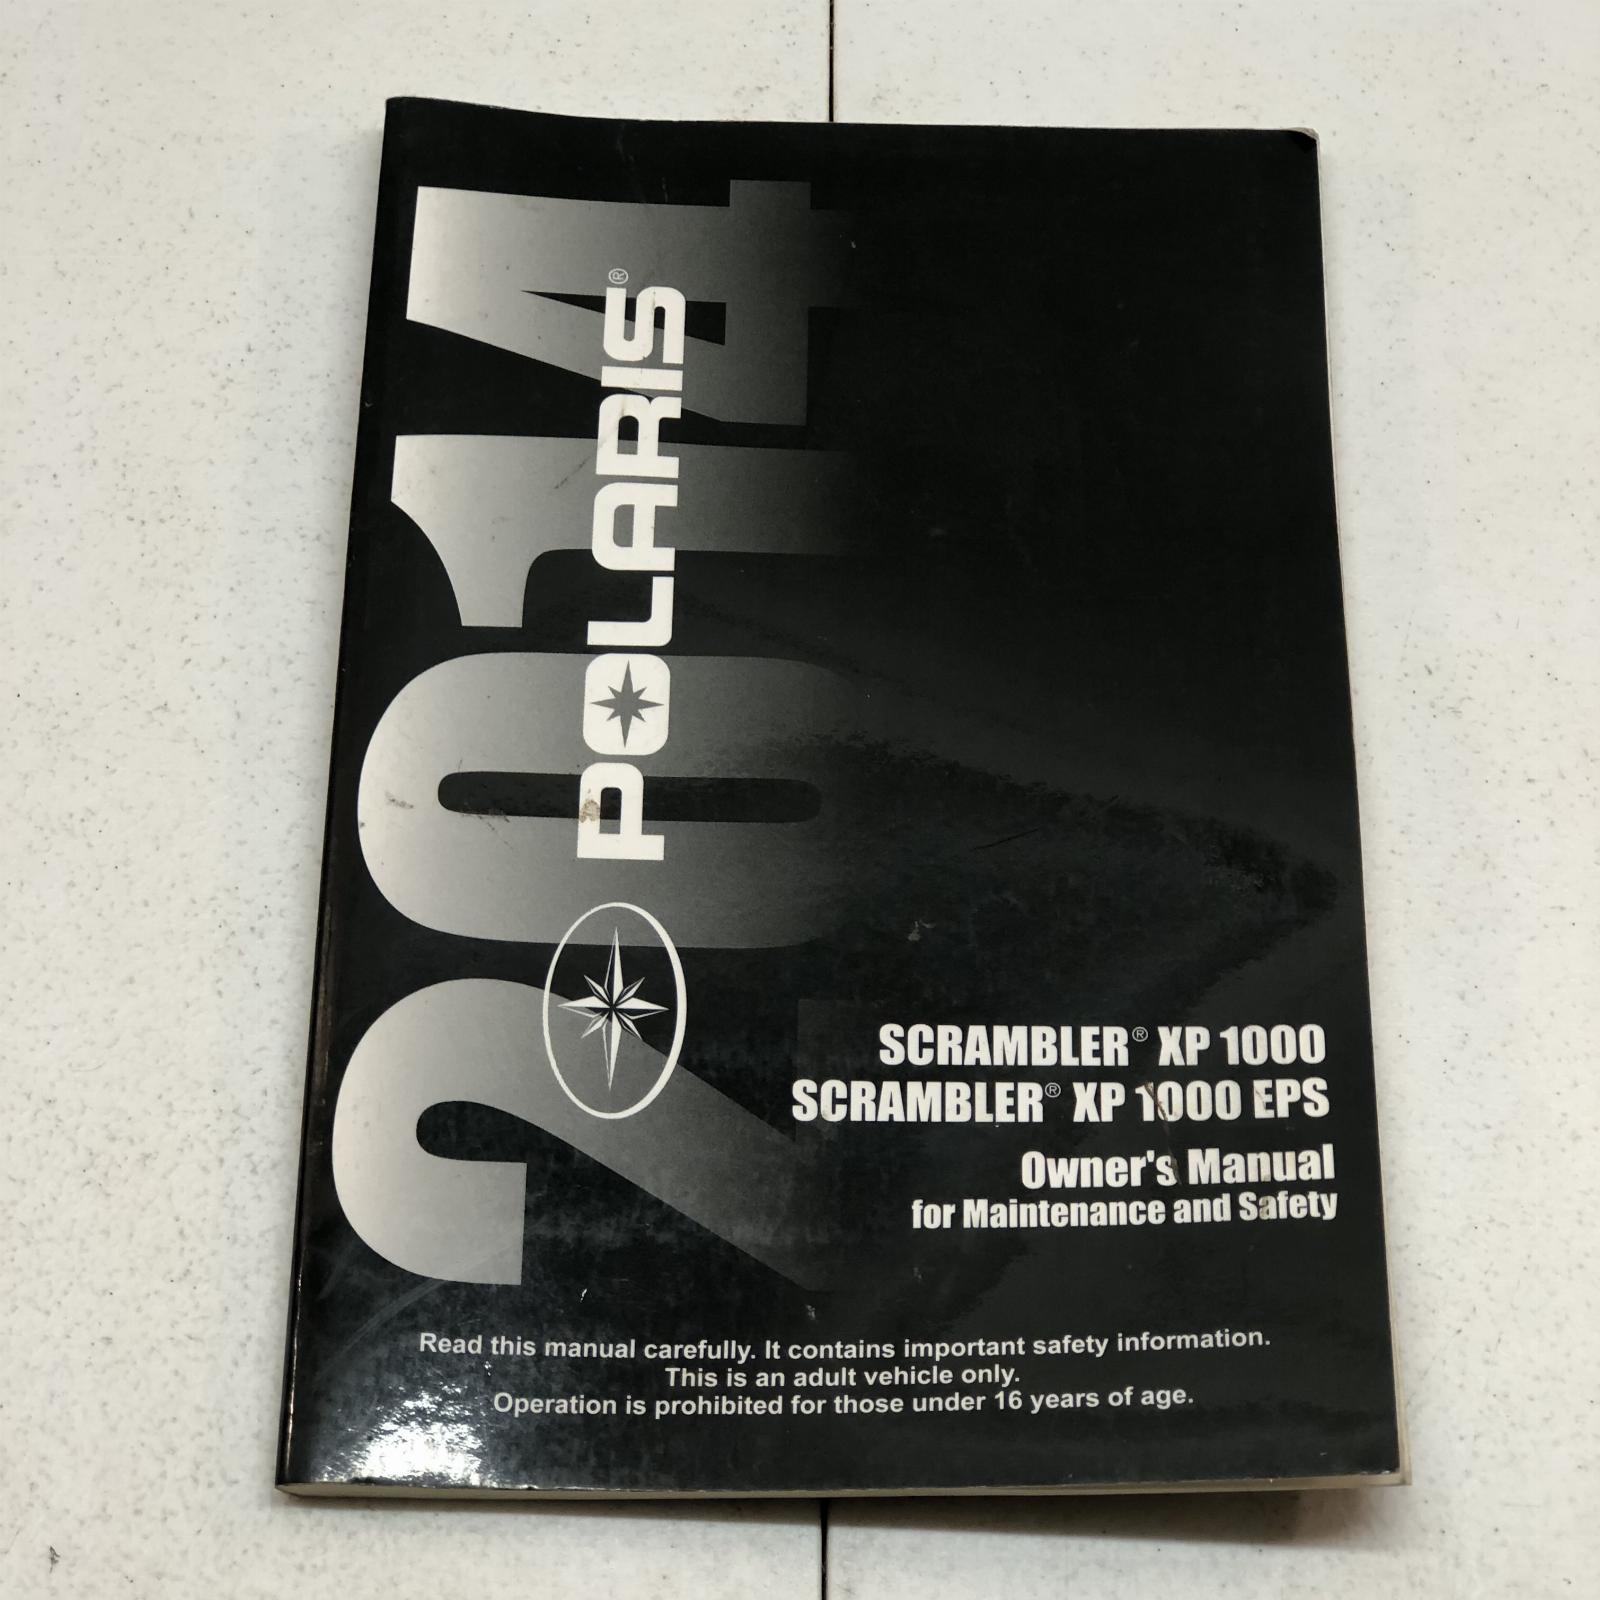 2014
POLARIS®
SCRAMBLER® XP 1000
SCRAMBLER® XP 1000 EPS
Owner's Manual
for Maintenance and Safety
Read this manual carefully. It contains important safety information.
This is an adult vehicle only.
Operation is prohibited for those under 16 years of age.